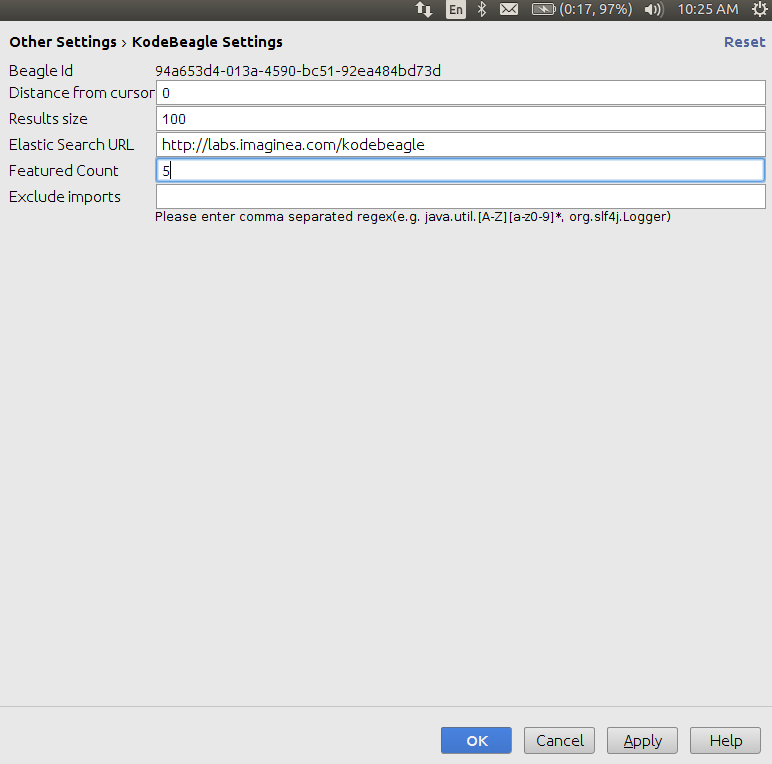 En (0:17, 97%) 10:25 AM
Other Settings › KodeBeagle Settings Reset
Beagle Id 94a653d4-013a-4590-bc51-92ea484bd73d
Distance from cursor 0
Results size 100
Elastic Search URL http://labs.imaginea.com/kodebeagle
Featured Count 5
Exclude imports
Please enter comma separated regex(e.g. java.util.[A-Z][a-z0-9]*, org.slf4j.Logger)
OK Cancel Apply Help